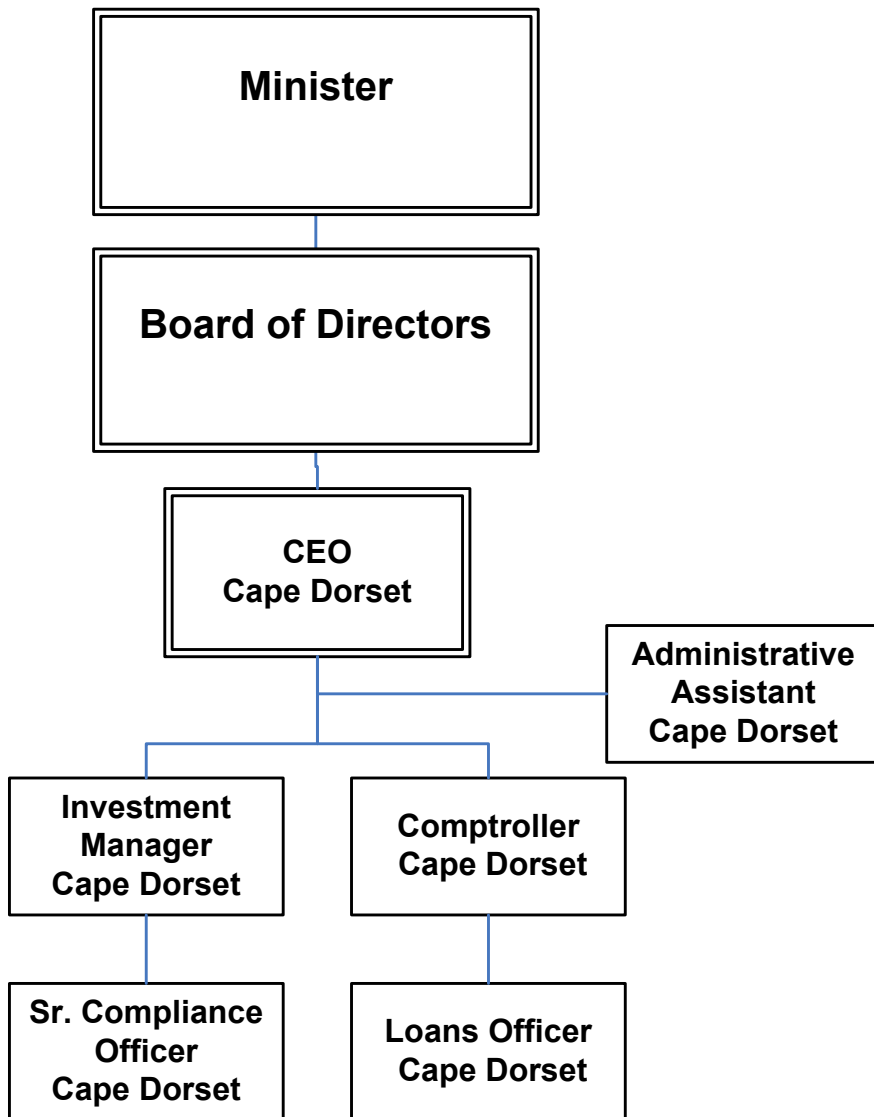 Minister
Board of Directors
CEO
Cape Dorset
Administrative
Assistant
Cape Dorset
Investment
Manager
Cape Dorset
Comptroller
Cape Dorset
Sr. Compliance
Officer
Cape Dorset
Loans Officer
Cape Dorset